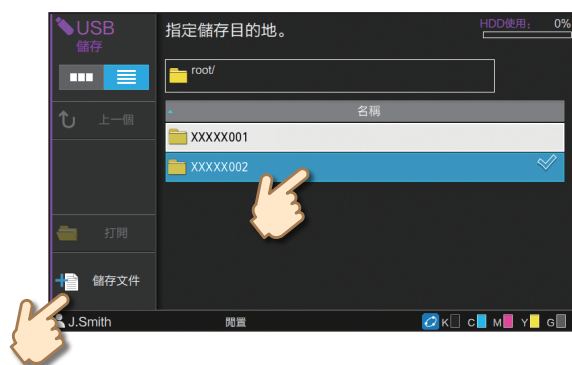 USB
儲存
指定儲存目的地。
HDD使用： 0%
root/
上一個
名稱
XXXXX001
XXXXX002
打開
儲存文件
J.Smith
閒置
K C M Y G